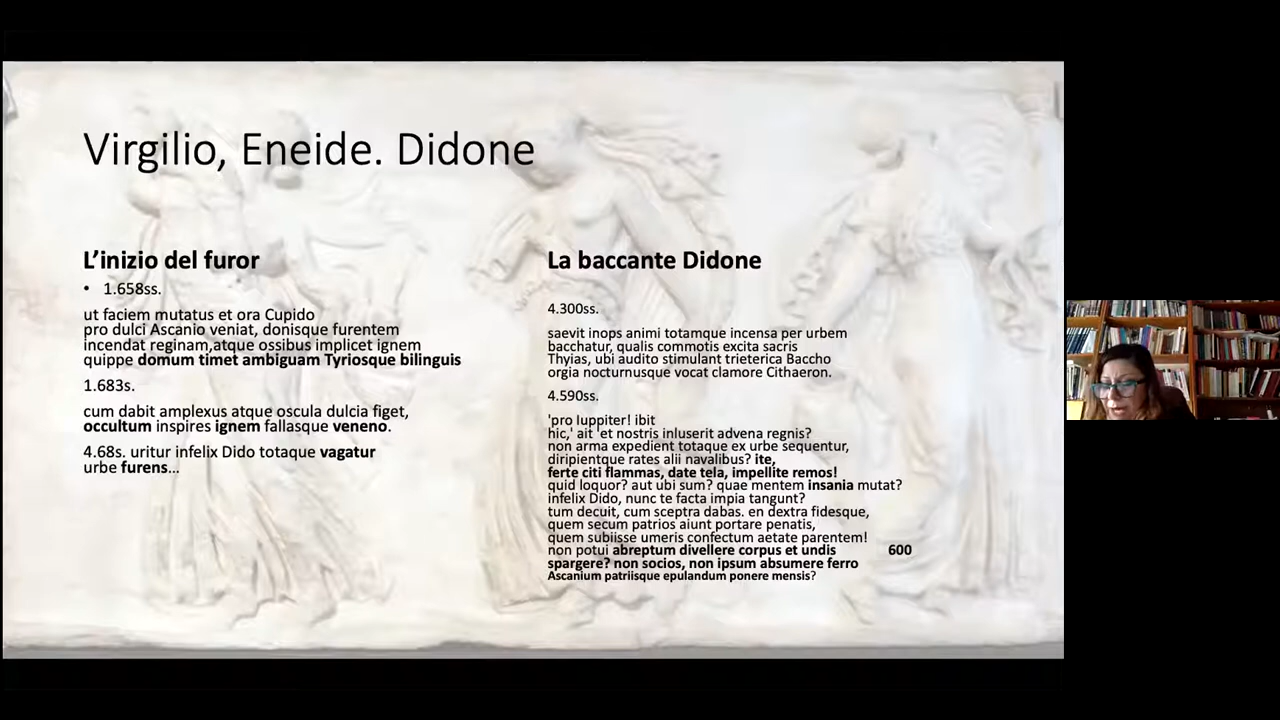 Virgilio, Eneide. Didone
L’inizio del furor
• 1.658ss.
ut faciem mutatus et ora Cupido
pro dulci Ascanio veniat, donisque furentem
incendat reginam,atque ossibus implicet ignem
quippe domum timet ambiguam Tyriosque bilinguis
1.683s.
cum dabit amplexus atque oscula dulcia figet,
occultum inspires ignem fallasque veneno.
4.68s. uritur infelix Dido totaque vagatur
urbe furens…
La baccante Didone
4.300ss.
saevit inops animi totamque incensa per urbem
bacchatur, qualis commotis excita sacris
Thyias, ubi audito stimulant trieterica Baccho
orgia nocturnusque vocat clamore Cithaeron.
4.590ss.
'pro Iuppiter! ibit
hic,' ait 'et nostris inluserit advena regnis?
non arma expedient totaque ex urbe sequentur,
diripientque rates alii navalibus? ite,
ferte citi flammas, date tela, impellite remos!
quid loquor? aut ubi sum? quae mentem insania mutat?
infelix Dido, nunc te facta impia tangunt?
tum decuit, cum sceptra dabas. en dextra fidesque,
quem secum patrios aiunt portare penatis,
quem subiisse umeris confectum aetate parentem!
non potui abreptum divellere corpus et undis 600
spargere? non socios, non ipsum absumere ferro
Ascanium patriisque epulandum ponere mensis?